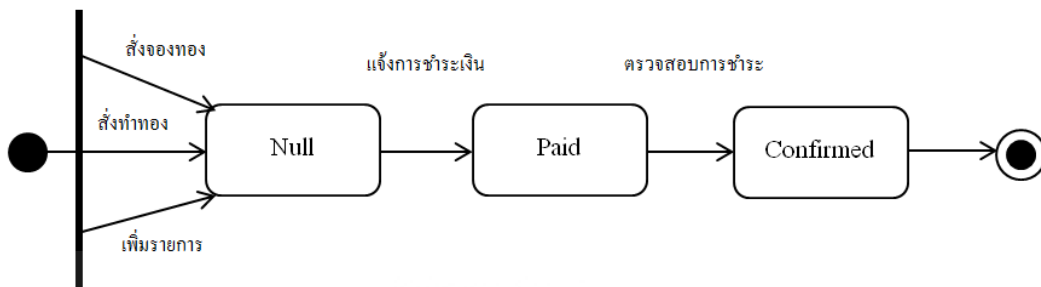 สั่งจองทอง
แจ้งการชำระเงิน
ตรวจสอบการชำระ
สั่งทำทอง
Null
Paid
Confirmed
เพิ่มรายการ